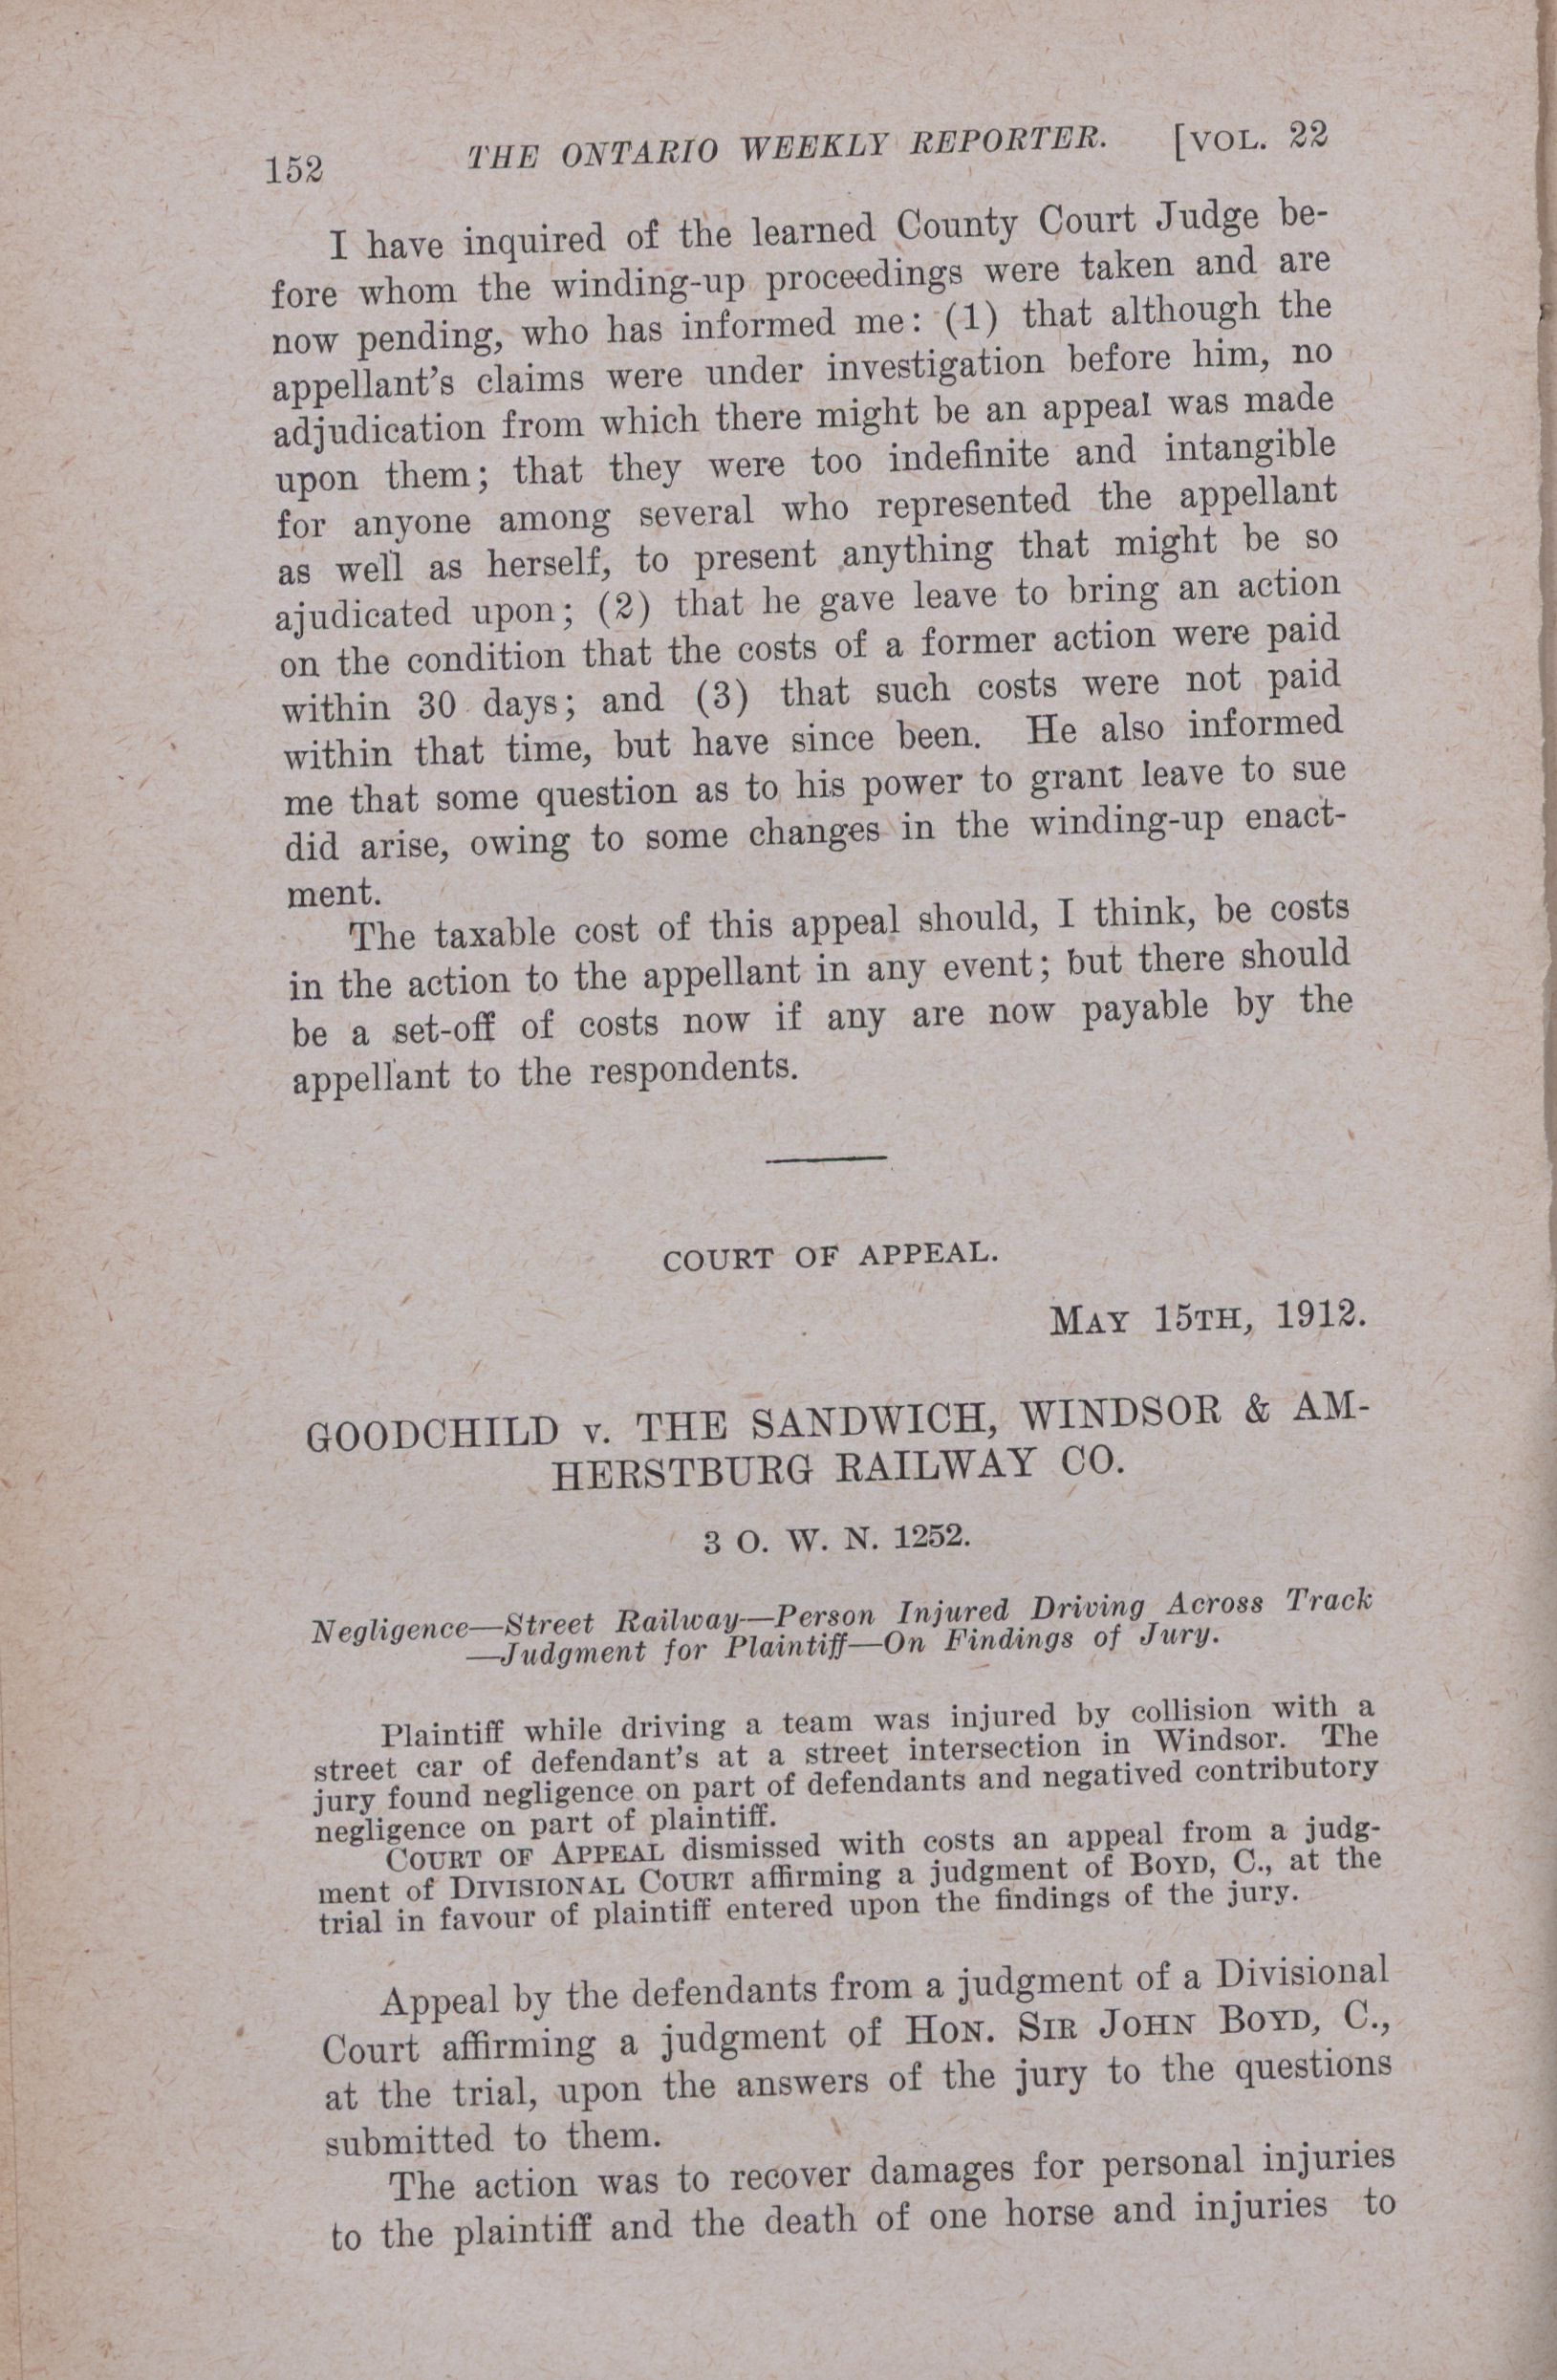 152 THE ONTARIO WEEKLY REPORTER. [VOL. 22
I have inquired of the learned County Court Judge be-
fore whom the winding-up proceedings were taken and are
now pending, who has informed me: (1) that although the
appellant's claims were under investigation before him, no
adjudication from which there might be an appeal was made
upon them; that they were too indefinite and intangible
for anyone among several who represented the appellant
as well as herself, to present anything that might be so
ajudicated upon; (2) that he gave leave to bring an action
on the condition that the costs of a former action were paid
within 30 days; and (3) that such costs were not paid
within that time, but have since been. He also informed
me that some question as to his power to grant leave to sue
did arise, owing to some changes in the winding-up enact-
ment.
The taxable cost of this appeal should, I think, be costs
in the action to the appellant in any event; but there should
be a set-off of costs now if any are now payable by the
appellant to the respondents.
COURT OF APPEAL.
MAY 15TH, 1912.
GOODCHILD v. THE SANDWICH, WINDSOR & AM-
HERSTBURG RAILWAY CO.
3 O. W. N. 1252.
Negligence—Street Railway—Person Injured Driving Across Track
—Judgment for Plaintiff—On Findings of Jury.
Plaintiff while driving a team was injured by collision with a
street car of defendant's at a street intersection in Windsor. The
jury found negligence on part of defendants and negatived contributory
negligence on part of plaintiff.
COURT OF APPEAL dismissed with costs an appeal from a judg-
ment of DIVISIONAL COURT affirming a judgment of BOYD, C., at the
trial in favour of plaintiff entered upon the findings of the jury.
Appeal by the defendants from a judgment of a Divisional
Court affirming a judgment of HON. SIR JOHN BOYD, C.,
at the trial, upon the answers of the jury to the questions
submitted to them.
The action was to recover damages for personal injuries
to the plaintiff and the death of one horse and injuries to